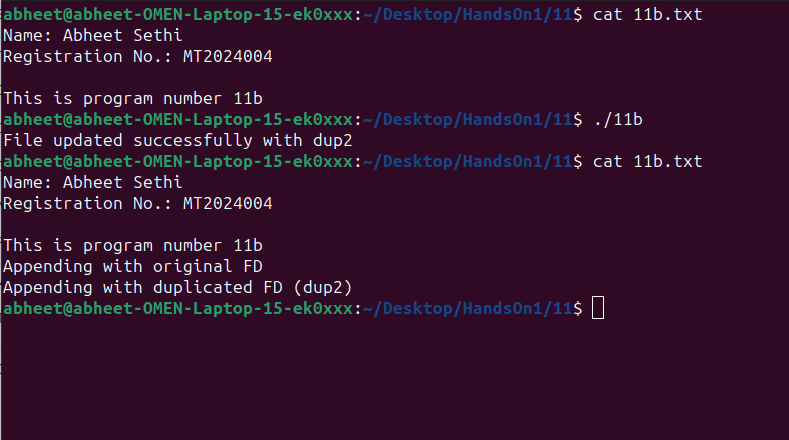 abheet@abheet-OMEN-Laptop-15-ek0xxx:~/Desktop/HandsOn1/11$ cat 11b.txt
Name: Abheet Sethi
Registration No.: MT2024004

This is program number 11b
abheet@abheet-OMEN-Laptop-15-ek0xxx:~/Desktop/HandsOn1/11$ ./11b
File updated successfully with dup2
abheet@abheet-OMEN-Laptop-15-ek0xxx:~/Desktop/HandsOn1/11$ cat 11b.txt
Name: Abheet Sethi
Registration No.: MT2024004

This is program number 11b
Appending with original FD
Appending with duplicated FD (dup2)
abheet@abheet-OMEN-Laptop-15-ek0xxx:~/Desktop/HandsOn1/11$